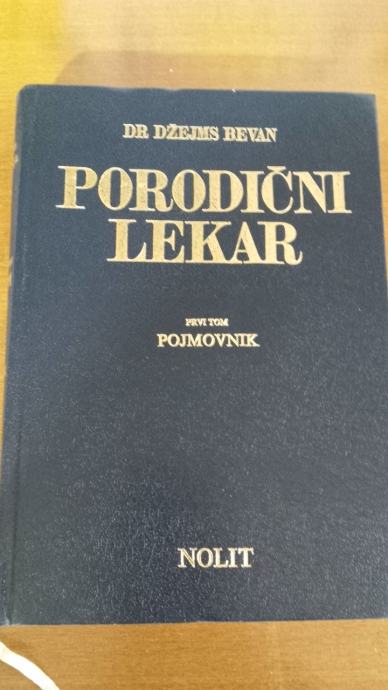 DR DŽEJMS BEVAN
PORODIČNI
LEKAR
PRVI TOM
POJMOVNIK
NOLIT